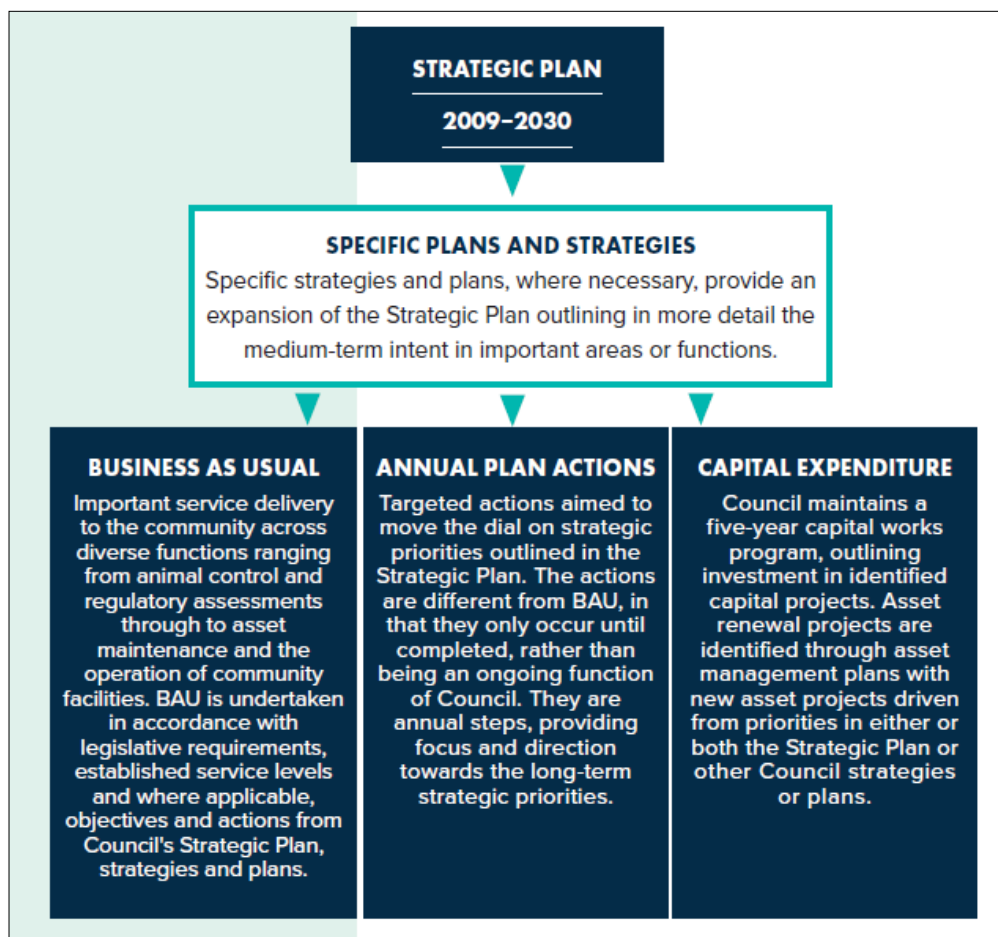 STRATEGIC PLAN
2009–2030
SPECIFIC PLANS AND STRATEGIES
Specific strategies and plans, where necessary, provide an
expansion of the Strategic Plan outlining in more detail the
medium-term intent in important areas or functions.
BUSINESS AS USUAL
Important service delivery
to the community across
diverse functions ranging
from animal control and
regulatory assessments
through to asset
maintenance and the
operation of community
facilities. BAU is undertaken
in accordance with
legislative requirements,
established service levels
and where applicable,
objectives and actions from
Council's Strategic Plan,
strategies and plans.
ANNUAL PLAN ACTIONS
Targeted actions aimed to
move the dial on strategic
priorities outlined in the
Strategic Plan. The actions
are different from BAU, in
that they only occur until
completed, rather than
being an ongoing function
of Council. They are
annual steps, providing
focus and direction
towards the long-term
strategic priorities.
CAPITAL EXPENDITURE
Council maintains a
five-year capital works
program, outlining
investment in identified
capital projects. Asset
renewal projects are
identified through asset
management plans with
new asset projects driven
from priorities in either or
both the Strategic Plan or
other Council strategies
or plans.